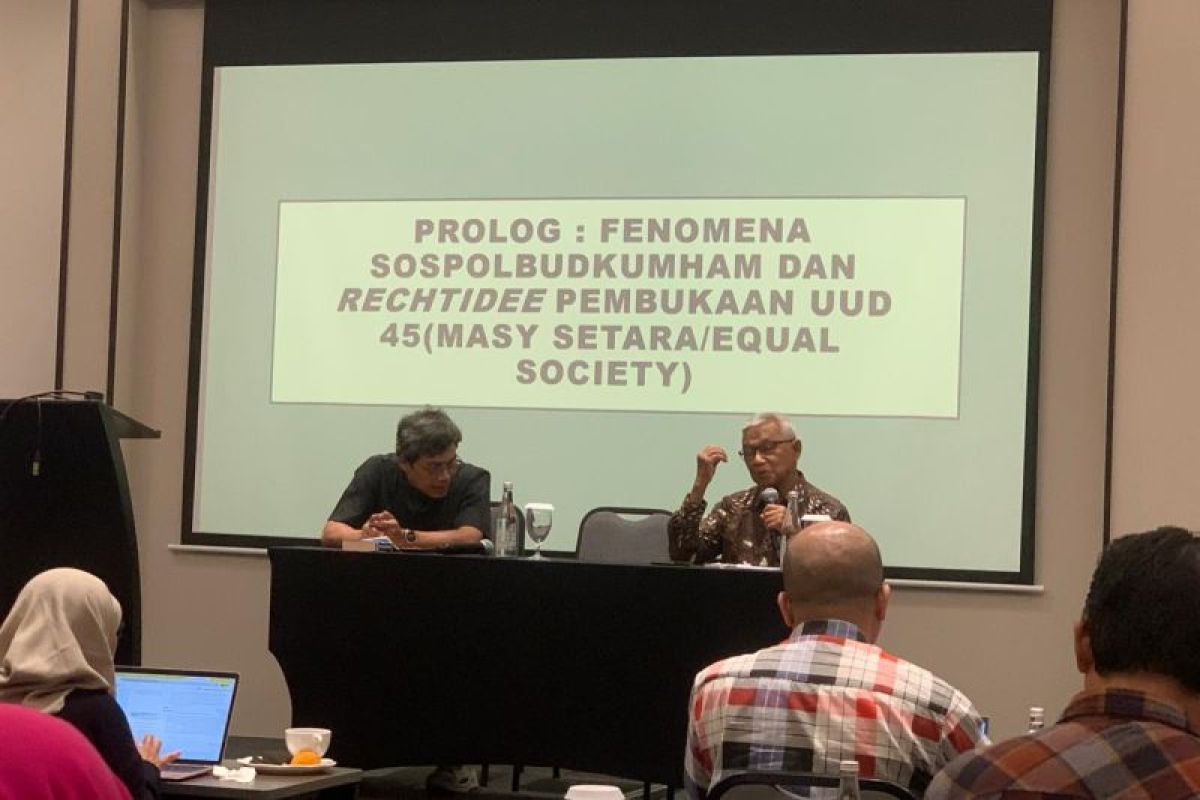 PROLOG : FENOMENA
SOSPOLBUDKUMHAM DAN
RECHTIDEE PEMBUKAAN UUD
45(MASY SETARA/EQUAL
SOCIETY)